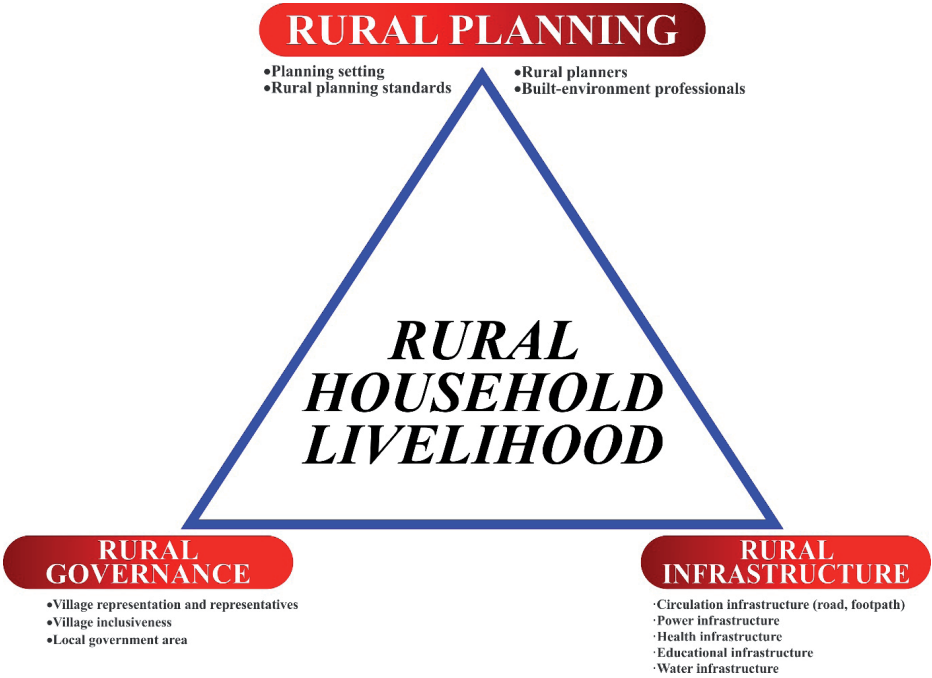 RURAL PLANNING
•Planning setting
•Rural planning standards
•Rural planners
•Built-environment professionals
RURAL
HOUSEHOLD
LIVELIHOOD
RURAL
GOVERNANCE
•Village representation and representatives
•Village inclusiveness
•Local government area
RURAL
INFRASTRUCTURE
·Circulation infrastructure (road, footpath)
·Power infrastructure
·Health infrastructure
·Educational infrastructure
·Water infrastructure